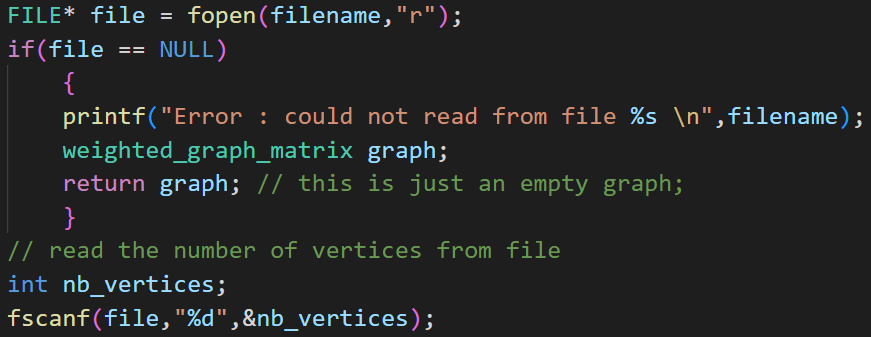 FILE* file = fopen(filename,"r");
if(file == NULL)
{
printf("Error : could not read from file %s \n",filename);
weighted_graph_matrix graph;
return graph; // this is just an empty graph;
}
// read the number of vertices from file
int nb_vertices;
fscanf(file,"%d",&nb_vertices);